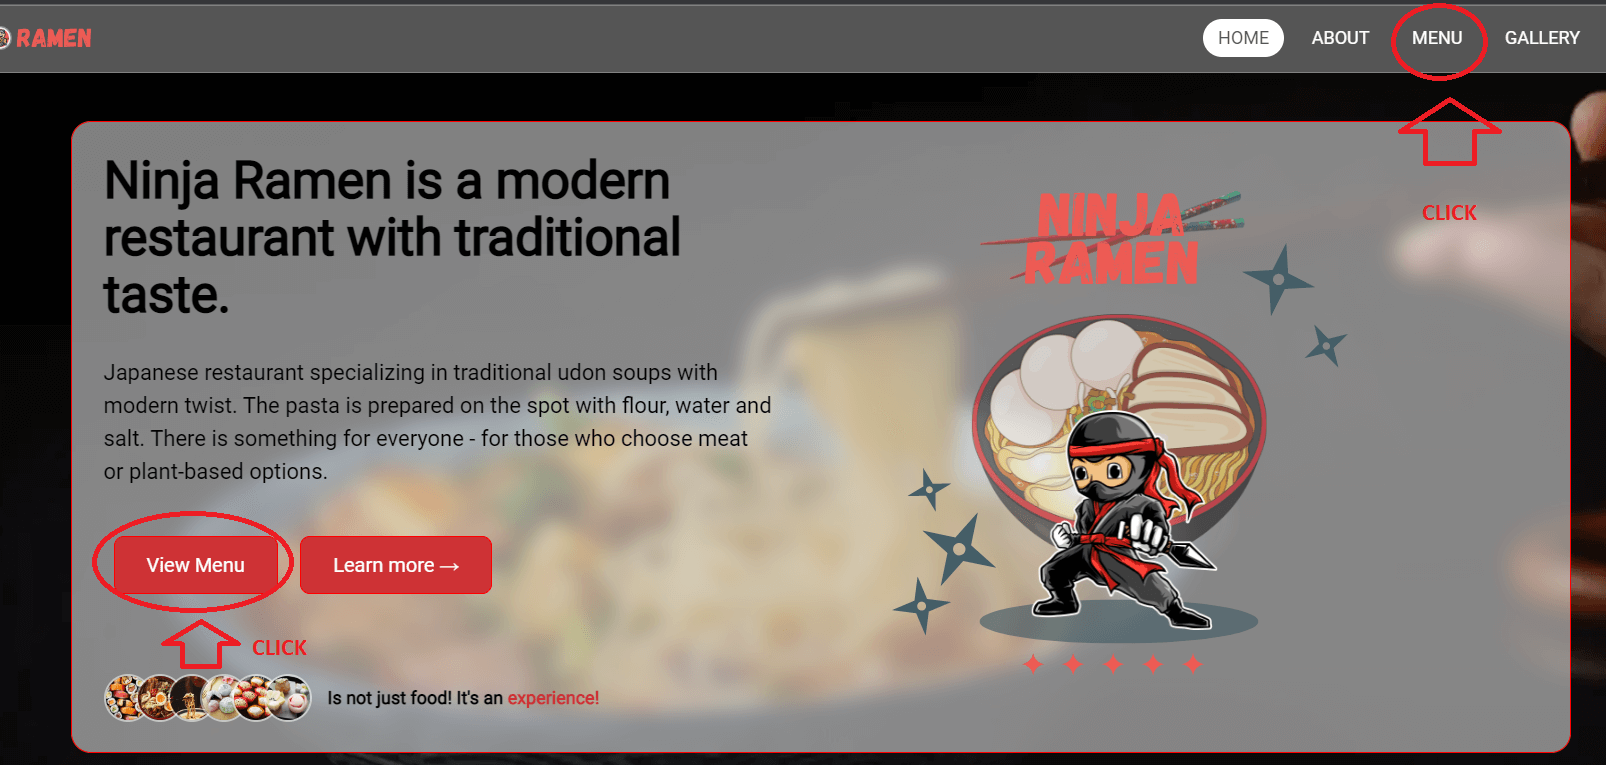 RAMEN
HOME ABOUT MENU GALLERY
CLICK
Ninja Ramen is a modern
restaurant with traditional
taste.
NINJA
RAMEN
Japanese restaurant specializing in traditional udon soups with
modern twist. The pasta is prepared on the spot with flour, water and
salt. There is something for everyone - for those who choose meat
or plant-based options.
View Menu Learn more →
CLICK
Is not just food! It's an experience!